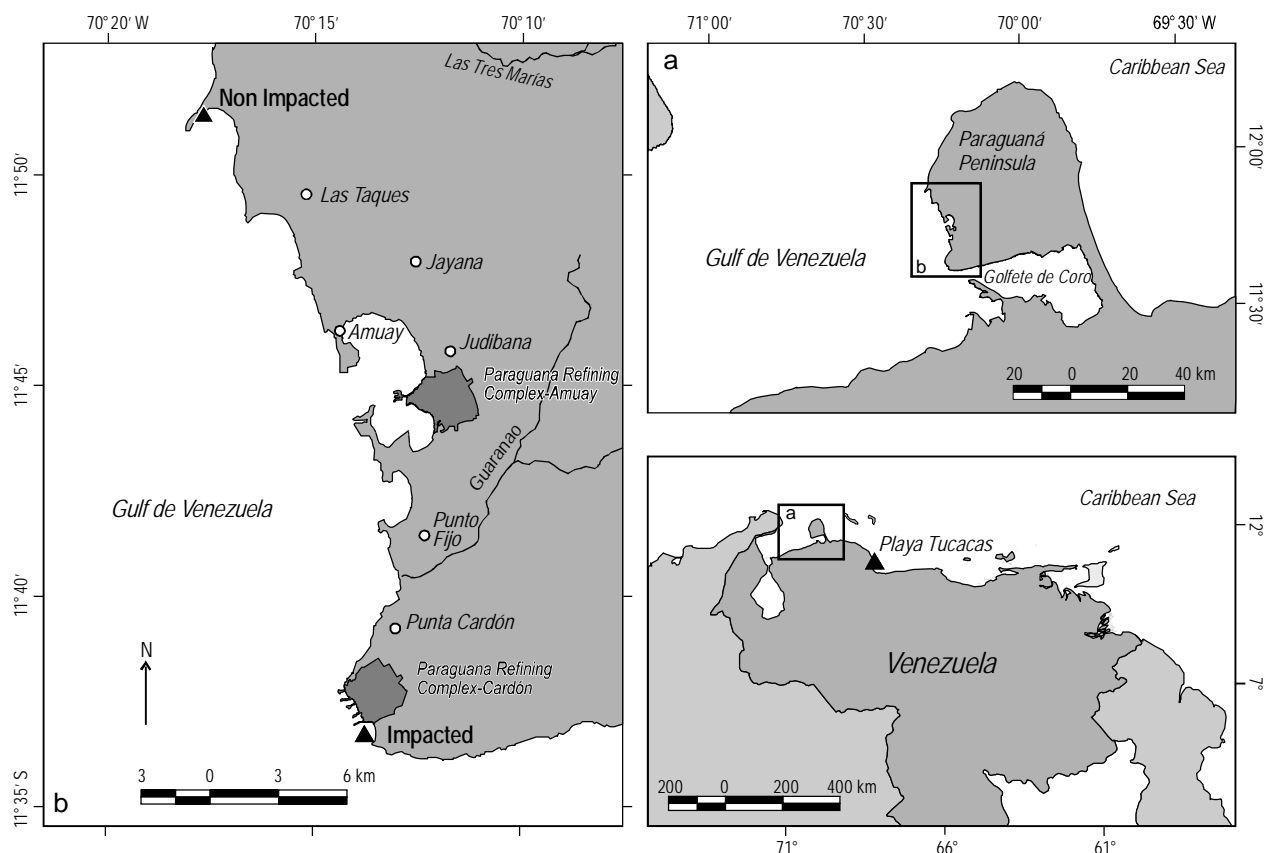 70°20′ W
70°15′
70°10′
Las Tres Marías
Non Impacted
11°50′
Las Taques
Jayana
Amuay
Judibana
11°45′
Paraguana Refining
Complex-Amuay
Guaranao
Gulf de Venezuela
Punto
Fijo
11°40′
Punta Cardón
N
Paraguana Refining
Complex-Cardón
Impacted
3 0 3 6 km
11°35′ S
b
71°00′
70°30′
70°00′
69°30′ W
a
Caribbean Sea
Paraguaná
Peninsula
12°00′
b
Gulf de Venezuela
Golfete de Coro
11°30′
20 0 20 40 km
Caribbean Sea
a
12°
Playa Tucacas
Venezuela
7°
200 0 200 400 km
71°
66°
61°